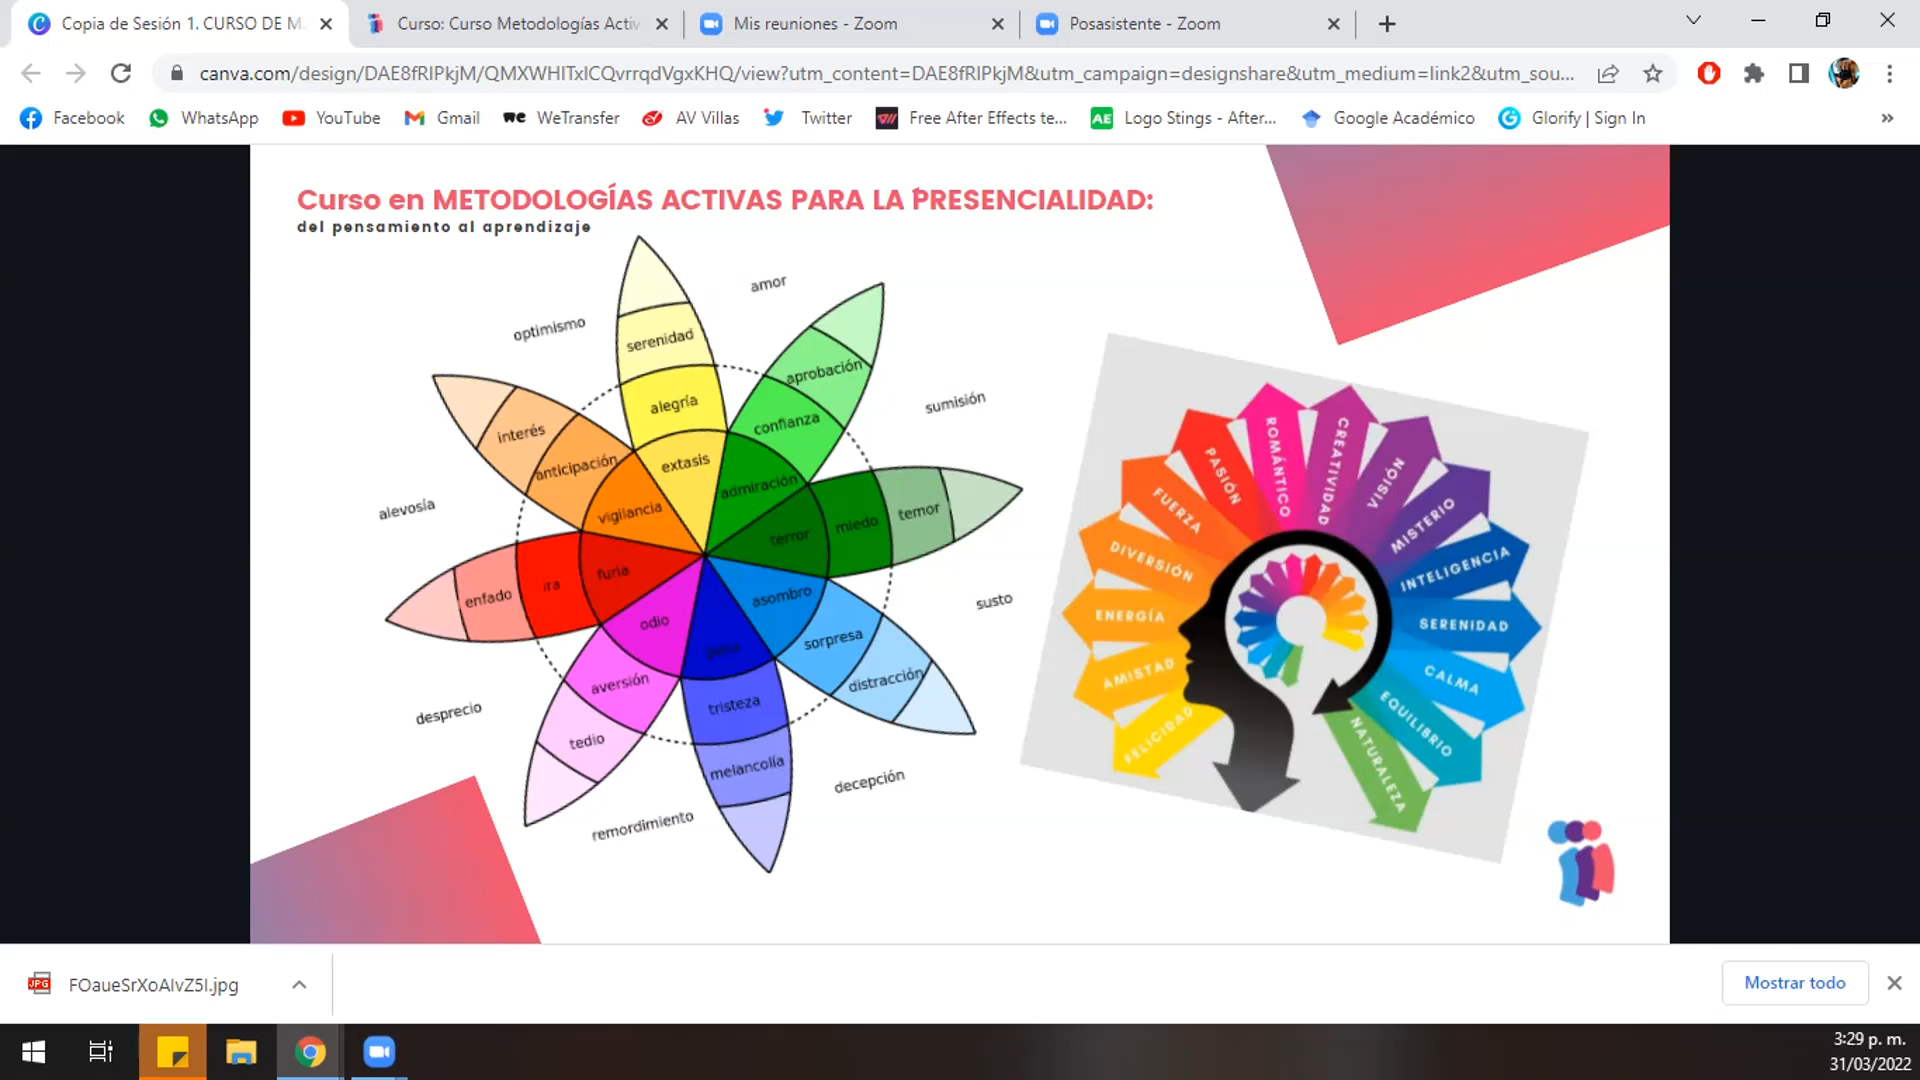 Copia de Sesión 1. CURSO DE M
Curso: Curso Metodologías Activ
Mis reuniones - Zoom
Posasistente - Zoom
canva.com/design/DAE8fRIPkjM/QMXWHITxICQvrrqdVgxKHQ/view?utm_content=DAE8fRIPkjM&utm_campaign=designshare&utm_medium=link2&utm_sou...
Facebook
WhatsApp
YouTube
Gmail
WeTransfer
AV Villas
Twitter
Free After Effects te...
AE
Logo Stings - After...
Google Académico
Glorify | Sign In
Curso en METODOLOGÍAS ACTIVAS PARA LA PRESENCIALIDAD:
del pensamiento al aprendizaje
amor
optimismo
serenidad
aprobación
alegría
confianza
sumisión
interés
anticipación
extasis
admiración
vigilancia
alevosía
terror
miedo
temor
enfado
ira
furia
asombro
susto
odio
sorpresa
aversión
distracción
desprecio
tristeza
tedio
melancolía
decepción
remordimiento
FELICIDAD
AMISTAD
ENERGÍA
DIVERSIÓN
FUERZA
PASIÓN
ROMÁNTICO
CREATIVIDAD
VISIÓN
MISTERIO
INTELIGENCIA
SERENIDAD
CALMA
EQUILIBRIO
NATURALEZA
JPG
FOaueSrXoAIvZ5I.jpg
Mostrar todo
3:29 p. m.
31/03/2022